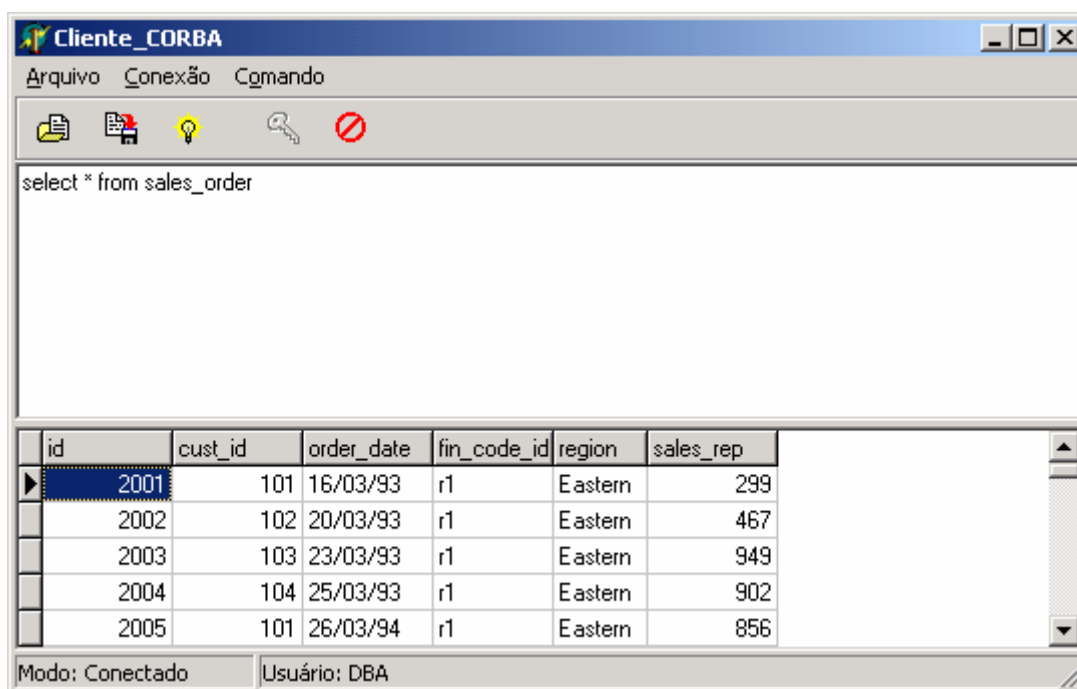 Cliente_CORBA
Arquivo Conexão Comando
select * from sales_order
id cust_id order_date fin_code_id region sales_rep
2001 101 16/03/93 r1 Eastern 299
2002 102 20/03/93 r1 Eastern 467
2003 103 23/03/93 r1 Eastern 949
2004 104 25/03/93 r1 Eastern 902
2005 101 26/03/94 r1 Eastern 856
Modo: Conectado Usuário: DBA